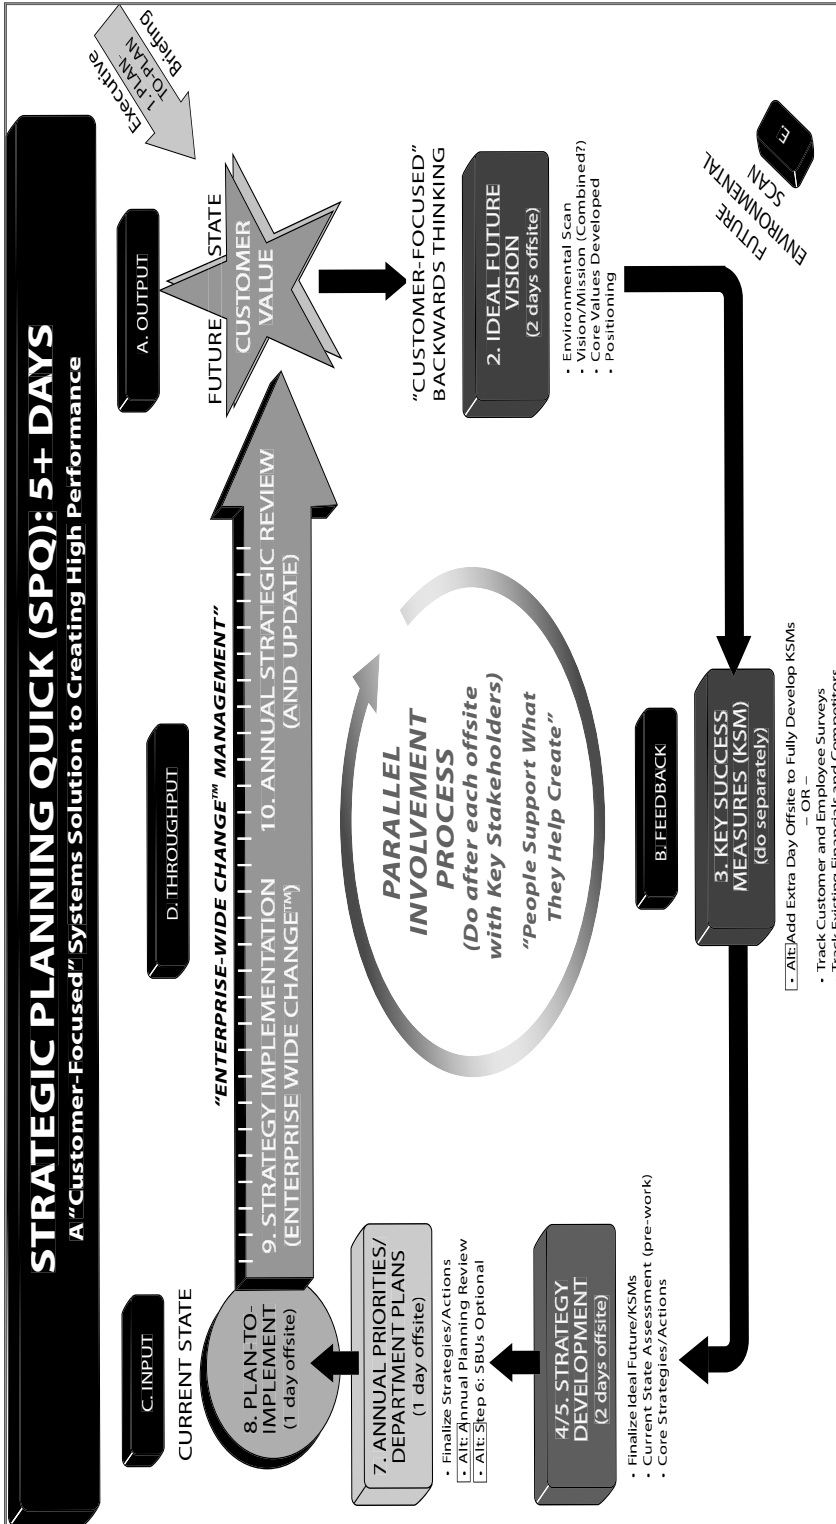 STRATEGIC PLANNING QUICK (SPQ): 5+ DAYS
A “Customer-Focused” Systems Solution to Creating High Performance
C. INPUT
D. THROUGHPUT
A. OUTPUT
Executive
1. PLAN-
TO-PLAN
Briefing
CURRENT STATE
“ENTERPRISE-WIDE CHANGE™ MANAGEMENT”
FUTURE STATE
8. PLAN-TO-
IMPLEMENT
(1 day offsite)
9. STRATEGY IMPLEMENTATION
(ENTERPRISE WIDE CHANGE™)
10. ANNUAL STRATEGIC REVIEW
(AND UPDATE)
CUSTOMER
VALUE
7. ANNUAL PRIORITIES/
DEPARTMENT PLANS
(1 day offsite)
• Finalize Strategies/Actions
• Alt: Annual Planning Review
• Alt: Step 6: SBUs Optional
PARALLEL
INVOLVEMENT
PROCESS
(Do after each offsite
with Key Stakeholders)
“People Support What
They Help Create”
“CUSTOMER-FOCUSED”
BACKWARDS THINKING
2. IDEAL FUTURE
VISION
(2 days offsite)
• Environmental Scan
• Vision/Mission (Combined?)
• Core Values Developed
• Positioning
4/5. STRATEGY
DEVELOPMENT
(2 days offsite)
• Finalize Ideal Future/KSMs
• Current State Assessment (pre-work)
• Core Strategies/Actions
B. FEEDBACK
3. KEY SUCCESS
MEASURES (KSM)
(do separately)
• Alt: Add Extra Day Offsite to Fully Develop KSMs
– OR –
• Track Customer and Employee Surveys
• Track Existing Financials and Competitors
FUTURE
ENVIRONMENTAL
SCAN
E.